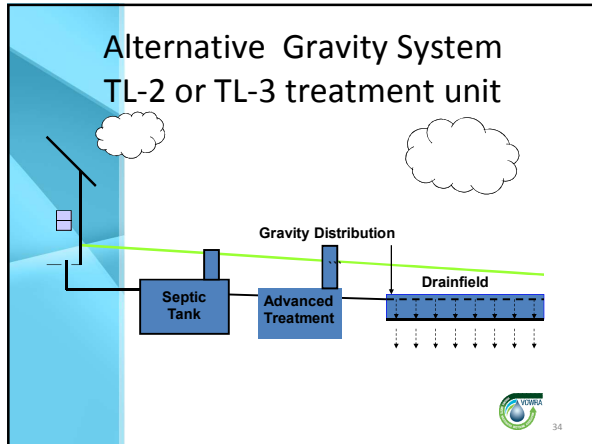 Alternative Gravity System
TL-2 or TL-3 treatment unit
Gravity Distribution
Drainfield
Septic
Tank
Advanced
Treatment
VOWRA
34